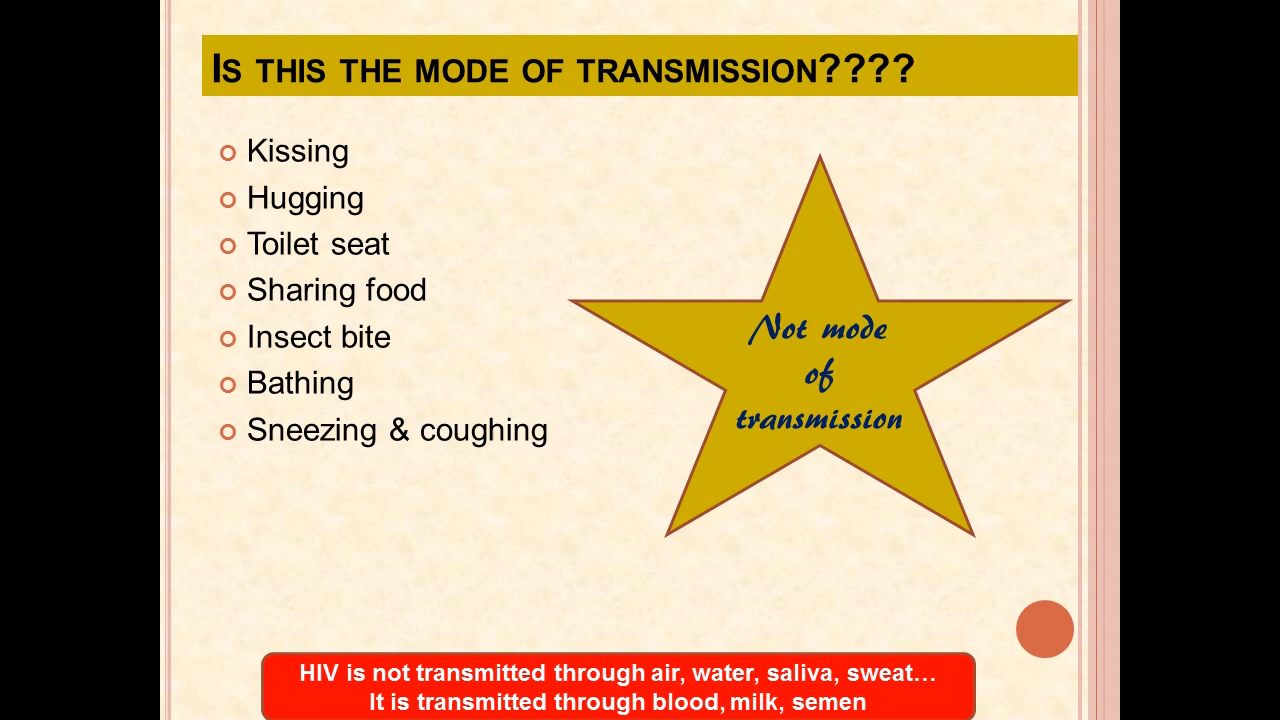 Is this the mode of transmission????
Kissing
Hugging
Toilet seat
Sharing food
Insect bite
Bathing
Sneezing & coughing
Not mode
of
transmission
HIV is not transmitted through air, water, saliva, sweat…
It is transmitted through blood, milk, semen